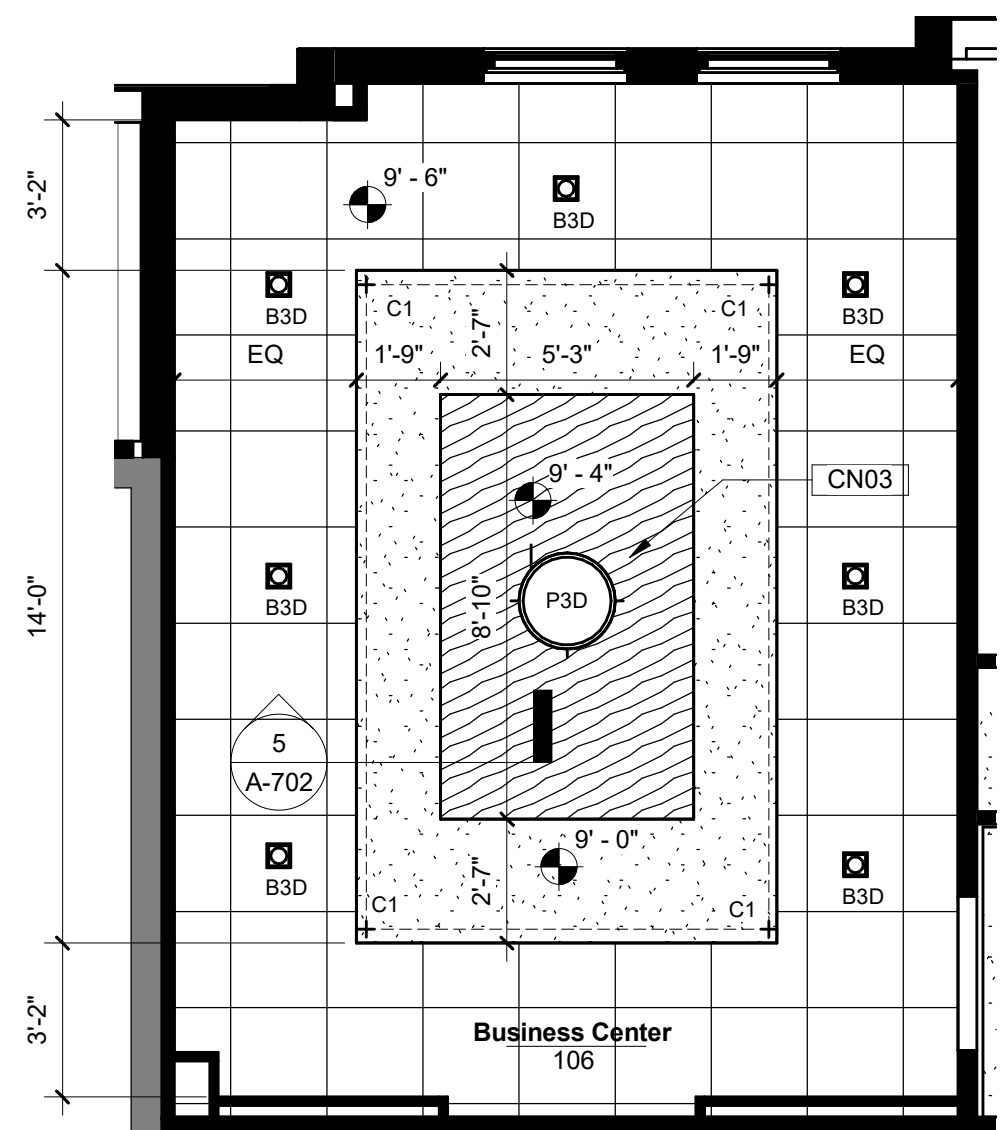 9' - 6"
3'-2"
B3D
B3D
C1
C1
B3D
2'-7"
EQ
1'-9"
5'-3"
1'-9"
EQ
9' - 4"
CN03
B3D
14'-0"
8'-10"
P3D
B3D
5
A-702
9' - 0"
B3D
2'-7"
B3D
C1
C1
3'-2"
Business Center
106